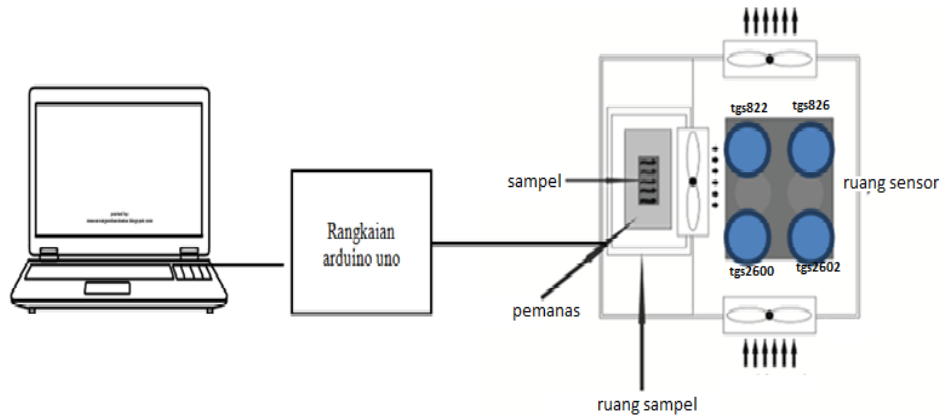 tgs822
tgs826
sampel
ruang sensor
Rangkaian
arduino uno
tgs2600
tgs2602
pemanas
ruang sampel